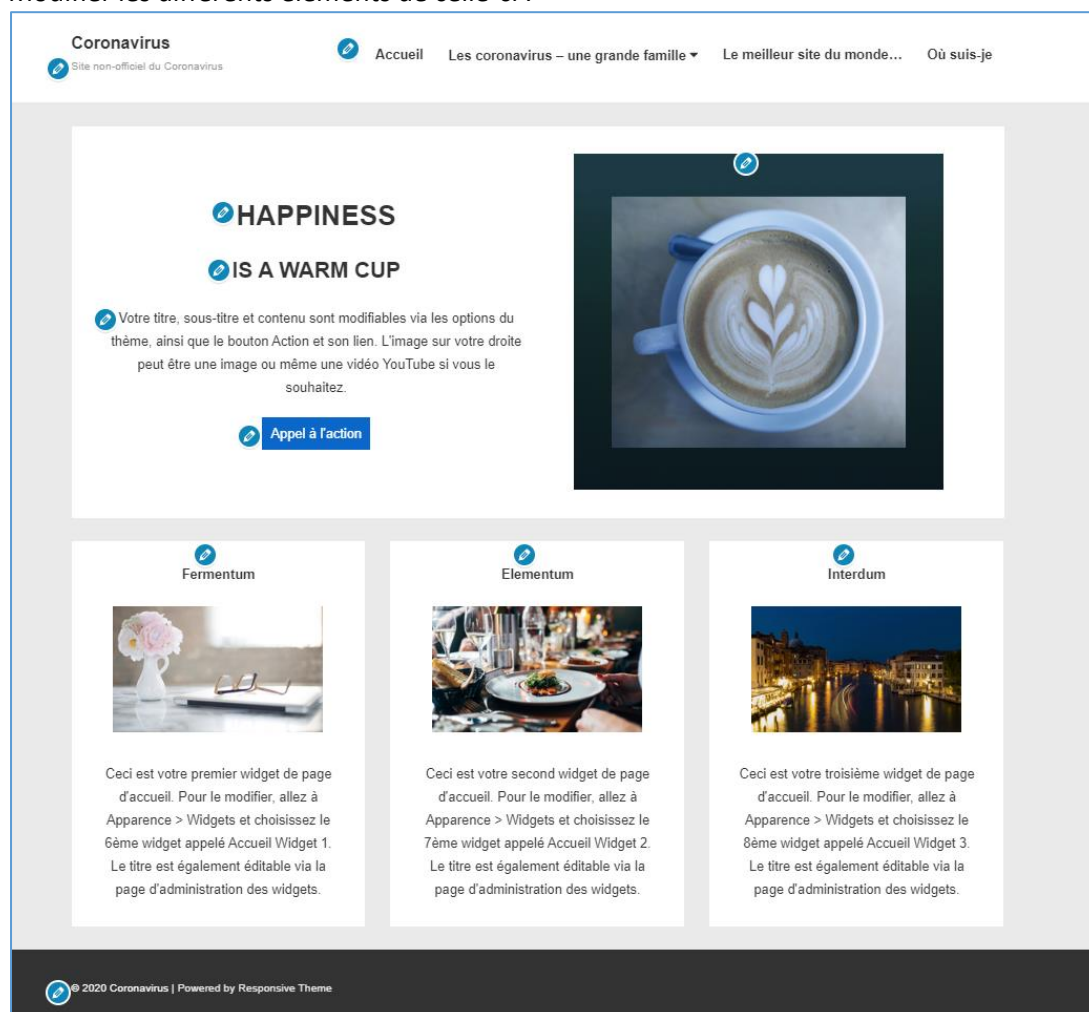 Coronavirus
Site non-officiel du Coronavirus
Accueil Les coronavirus – une grande famille Le meilleur site du monde… Où suis-je
HAPPINESS
IS A WARM CUP
Votre titre, sous-titre et contenu sont modifiables via les options du
thème, ainsi que le bouton Action et son lien. L'image sur votre droite
peut être une image ou même une vidéo YouTube si vous le
souhaitez.
Appel à l'action
Fermentum
Ceci est votre premier widget de page
d'accueil. Pour le modifier, allez à
Apparence > Widgets et choisissez le
6ème widget appelé Accueil Widget 1.
Le titre est également éditable via la
page d'administration des widgets.
Elementum
Ceci est votre second widget de page
d'accueil. Pour le modifier, allez à
Apparence > Widgets et choisissez le
7ème widget appelé Accueil Widget 2.
Le titre est également éditable via la
page d'administration des widgets.
Interdum
Ceci est votre troisième widget de page
d'accueil. Pour le modifier, allez à
Apparence > Widgets et choisissez le
8ème widget appelé Accueil Widget 3.
Le titre est également éditable via la
page d'administration des widgets.
© 2020 Coronavirus | Powered by Responsive Theme